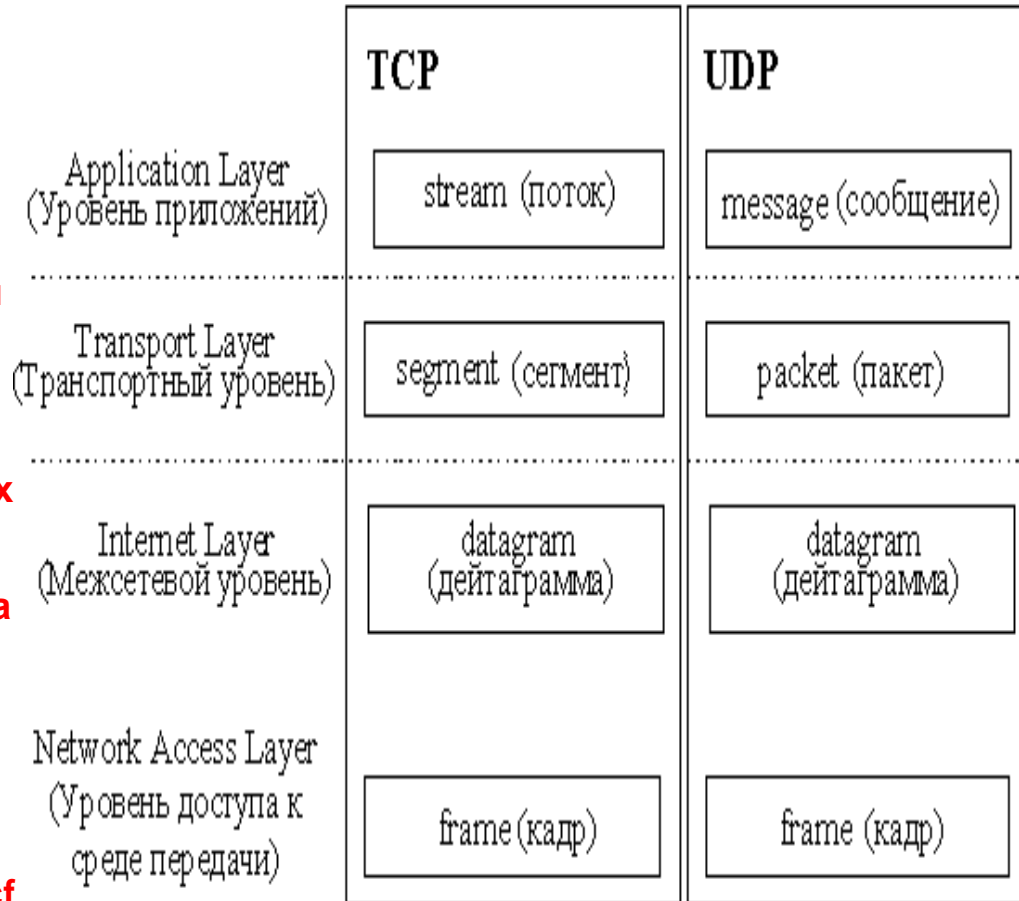 TCP
UDP
Application Layer
(Уровень приложений)
stream (поток)
message (сообщение)
Transport Layer
(Транспортный уровень)
segment (сегмент)
packet (пакет)
х
Internet Layer
(Межсетевой уровень)
datagram
(дейтаграмма)
datagram
(дейтаграмма)
а
Network Access Layer
(Уровень доступа к
среде передачи)
frame (кадр)
frame (кадр)